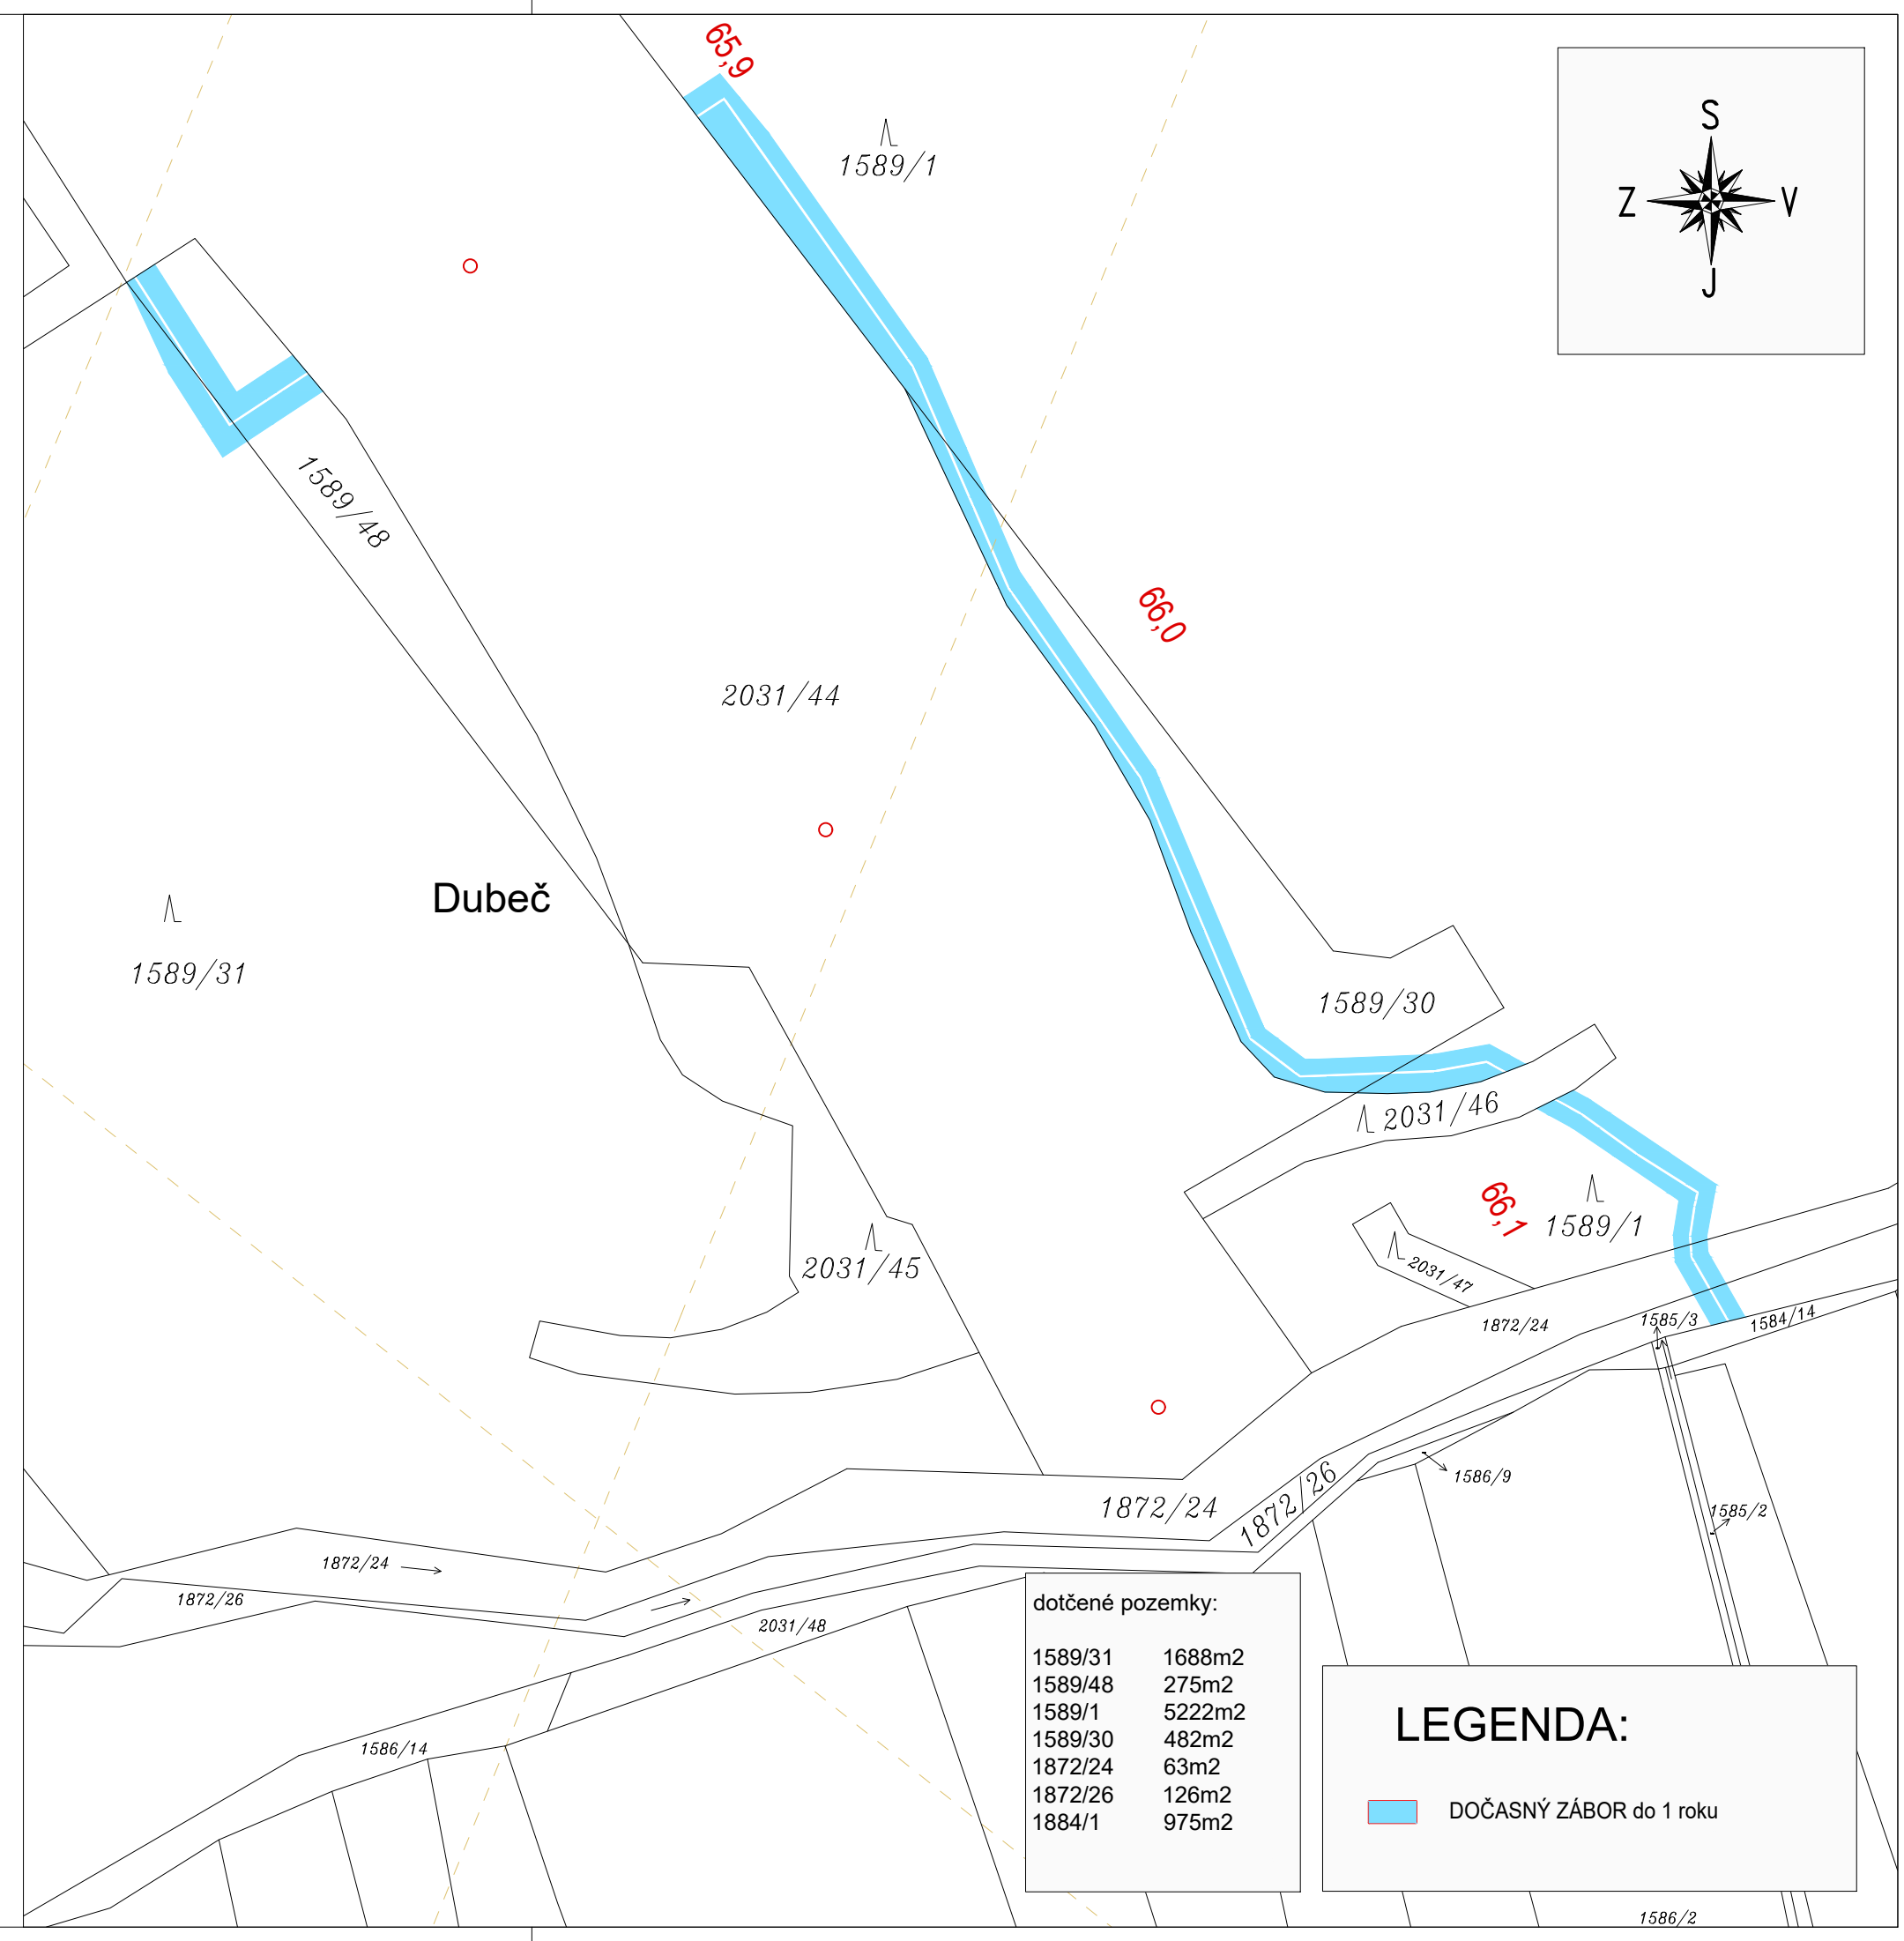 65,9
1589/1
S
Z V
J
1589/48
66,0
2031/44
Dubeč
1589/31
1589/30
2031/46
66,1
1589/1
2031/45
2031/47
1872/24
1585/3
1584/14
1872/24
1872/26
1586/9
1585/2
1872/24
1872/26
2031/48
1586/14
dotčené pozemky:
1589/31 1688m2
1589/48 275m2
1589/1 5222m2
1589/30 482m2
1872/24 63m2
1872/26 126m2
1884/1 975m2
LEGENDA:
DOČASNÝ ZÁBOR do 1 roku
1586/2